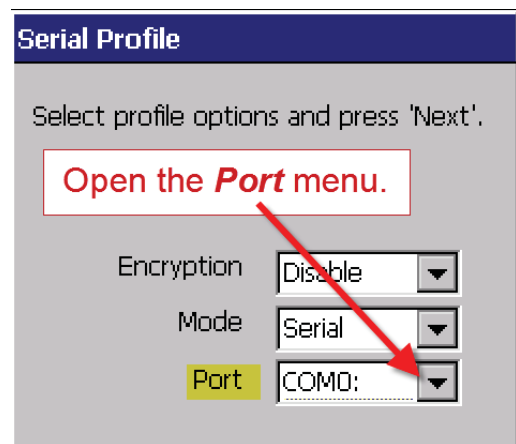 Serial Profile
Select profile options and press 'Next'.
Open the Port menu.
Encryption Disable
Mode Serial
Port COM0: